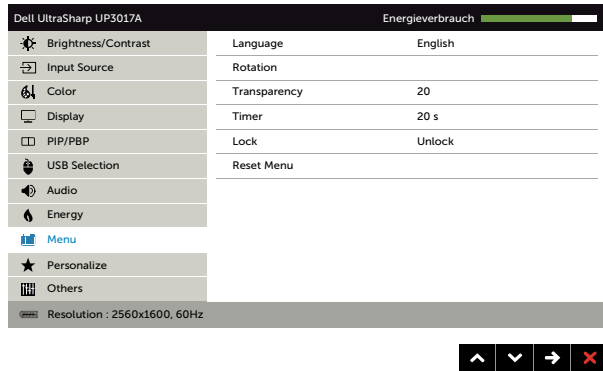 Dell UltraSharp UP3017A Energieverbrauch
Brightness/Contrast Language English
Input Source Rotation
Color Transparency 20
Display Timer 20 s
PIP/PBP Lock Unlock
USB Selection Reset Menu
Audio
Energy
Menu
Personalize
Others
Resolution : 2560x1600, 60Hz